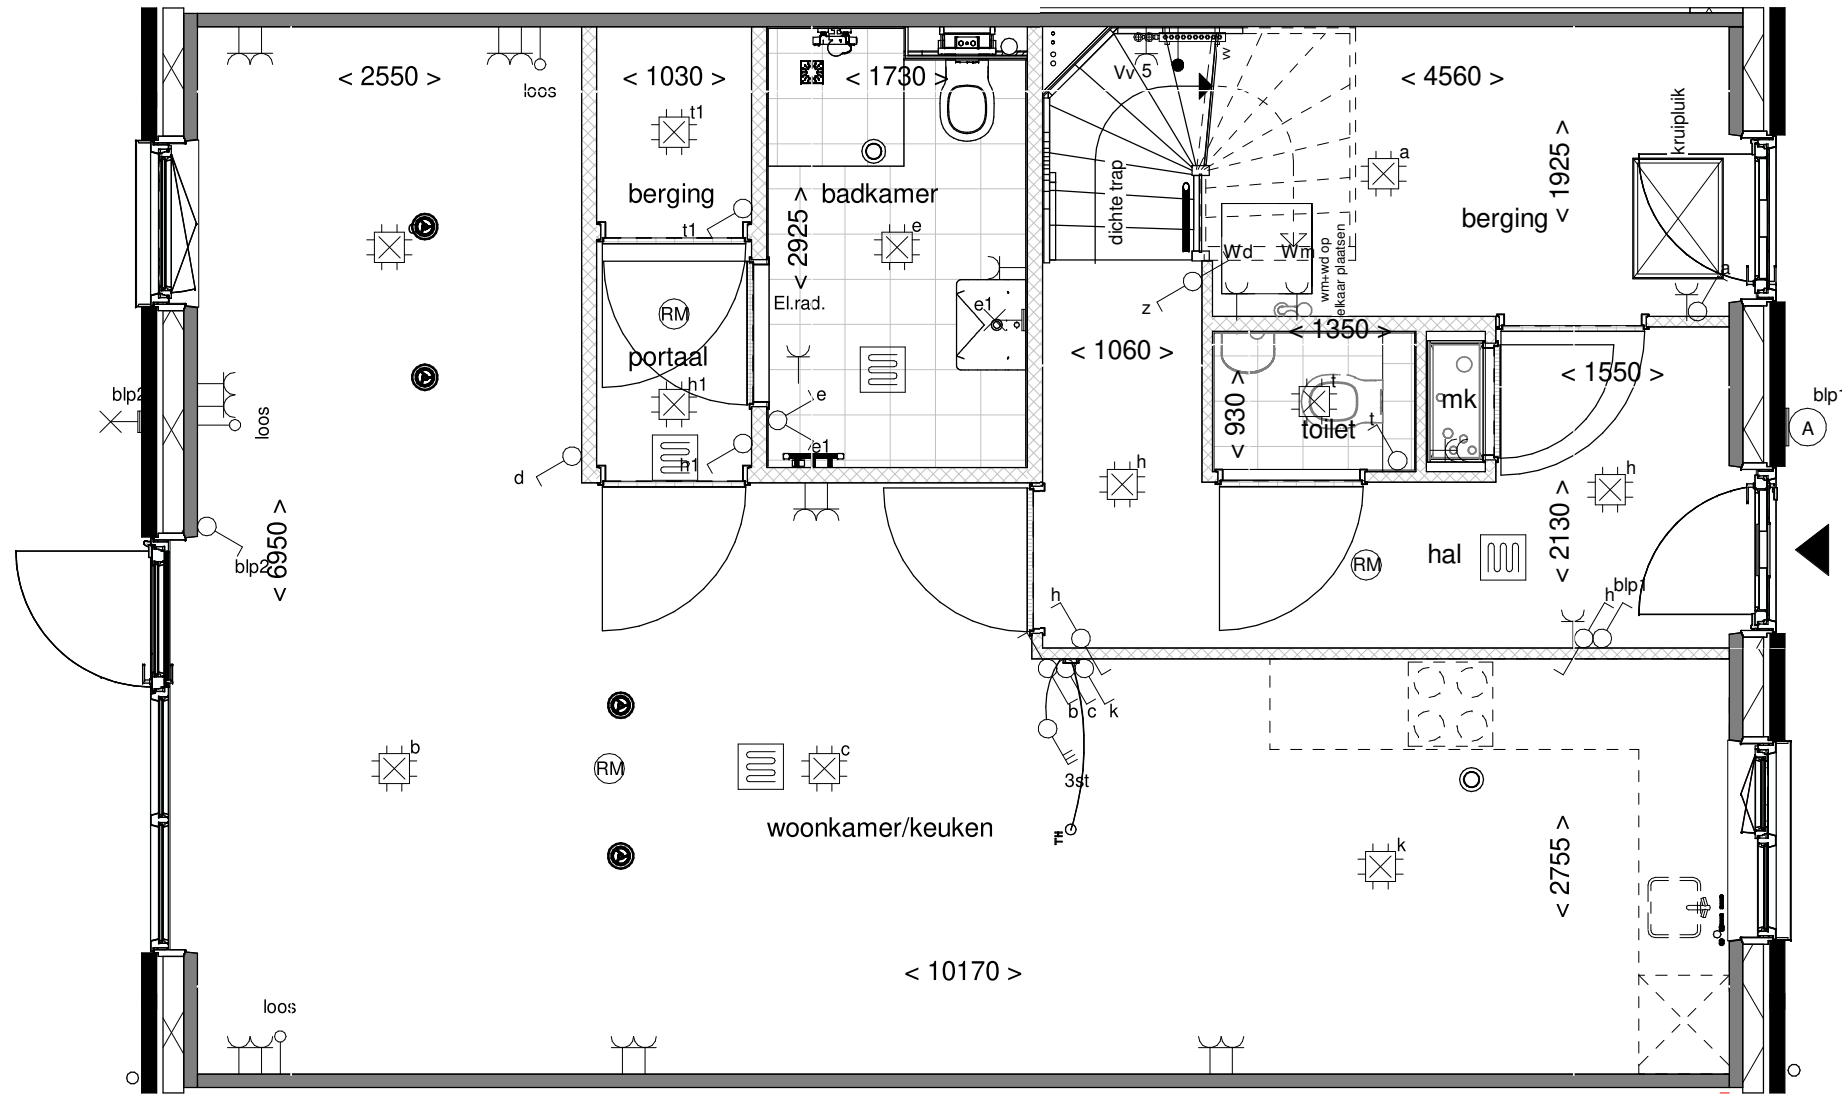 < 2550 >
< 1030 >
< 1730 >
< 4560 >
Vv 5
vv
loos
kruipluik
t1
a
< 1925 >
berging
badkamer
dichte trap
berging
t1
e
< 2925 >
Wd
Wm
wm+wd op
elkaar plaatsen
a
El.rad.
e1
z
RM
portaal
< 1350 >
< 1060 >
< 1550 >
h1
blp2
loos
e
t
mk
< 930 >
toilet
t
blp1
A
e1
h1
d
h
h
< 6950 >
blp2
< 2130 >
hal
RM
h
h
blp1
b
c
k
3st
TH
b
RM
c
k
woonkamer/keuken
< 2755 >
< 10170 >
loos